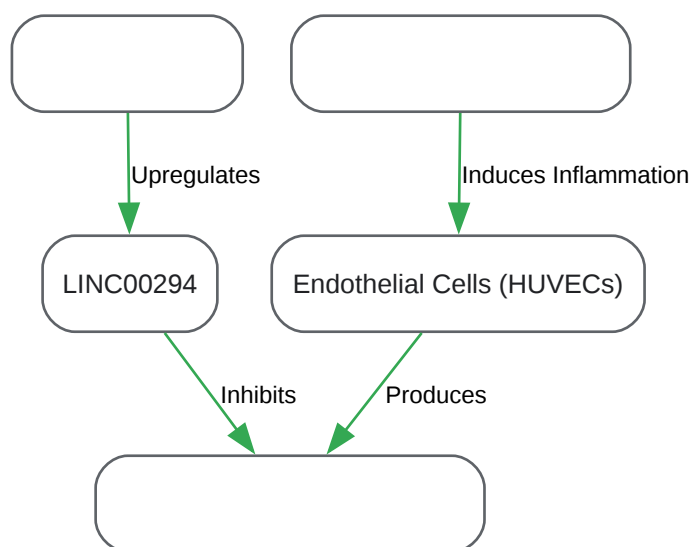 Upregulates
Induces Inflammation
LINC00294
Endothelial Cells (HUVECs)
Inhibits
Produces